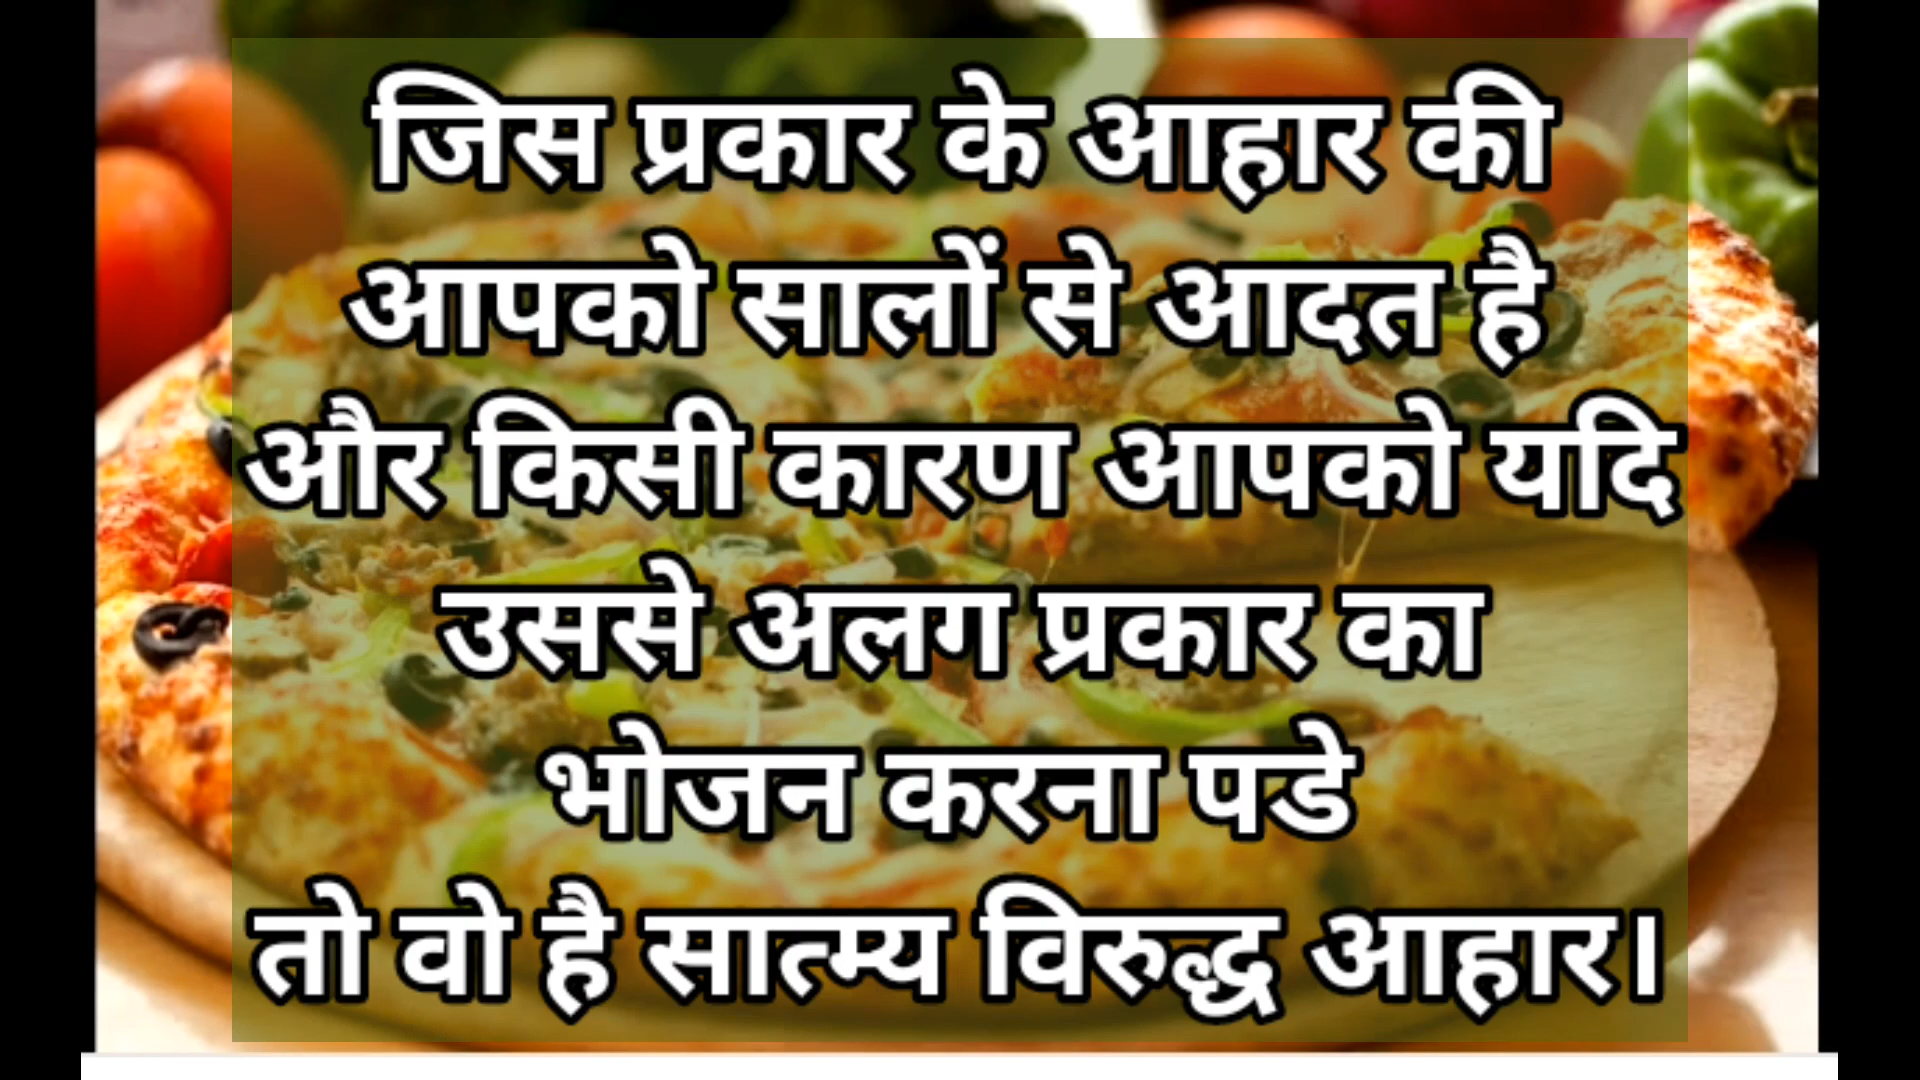 जिस प्रकार के आहार की
आपको सालों से आदत है
और किसी कारण आपको यदि
उससे अलग प्रकार का
भोजन करना पडे
तो वो है सात्म्य विरुद्ध आहार।